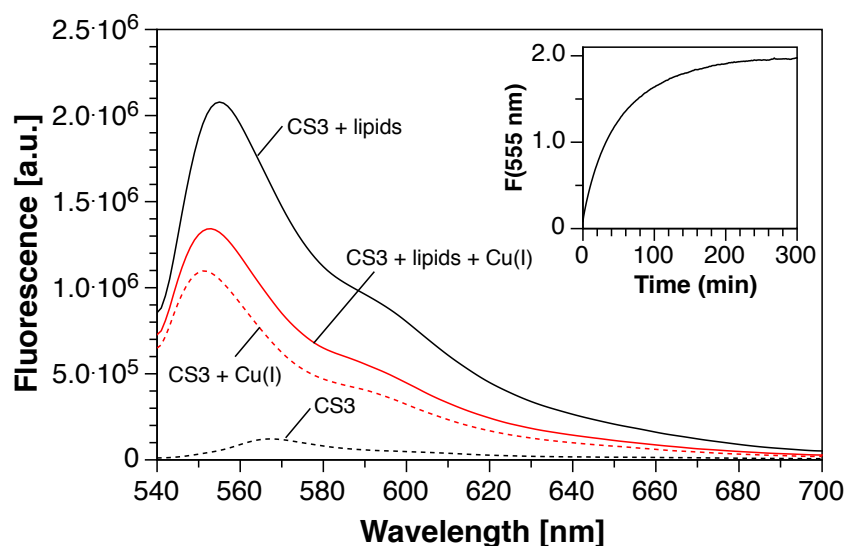 2.5·10⁶
2.0·10⁶
1.5·10⁶
1.0·10⁶
5.0·10⁵
0
Fluorescence [a.u.]
540 560 580 600 620 640 660 680 700
Wavelength [nm]
CS3 + lipids
CS3 + lipids + Cu(I)
CS3 + Cu(I)
CS3
2.0
1.0
0
F(555 nm)
0 100 200 300
Time (min)